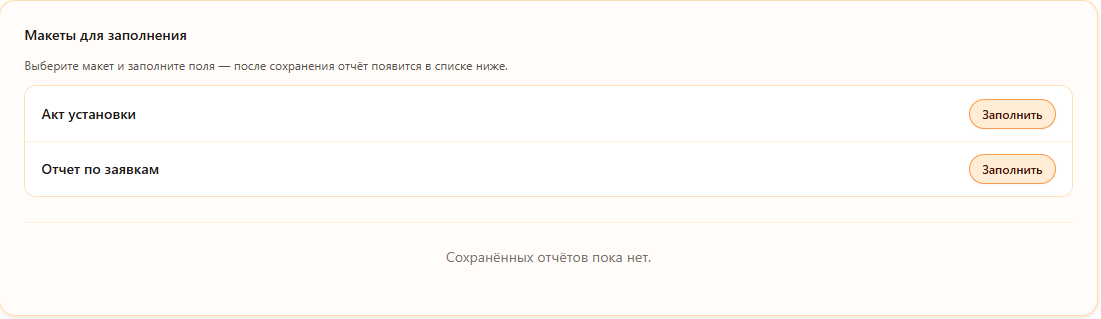 Макеты для заполнения
Выберите макет и заполните поля — после сохранения отчёт появится в списке ниже.
Акт установки
Заполнить
Отчет по заявкам
Заполнить
Сохранённых отчётов пока нет.